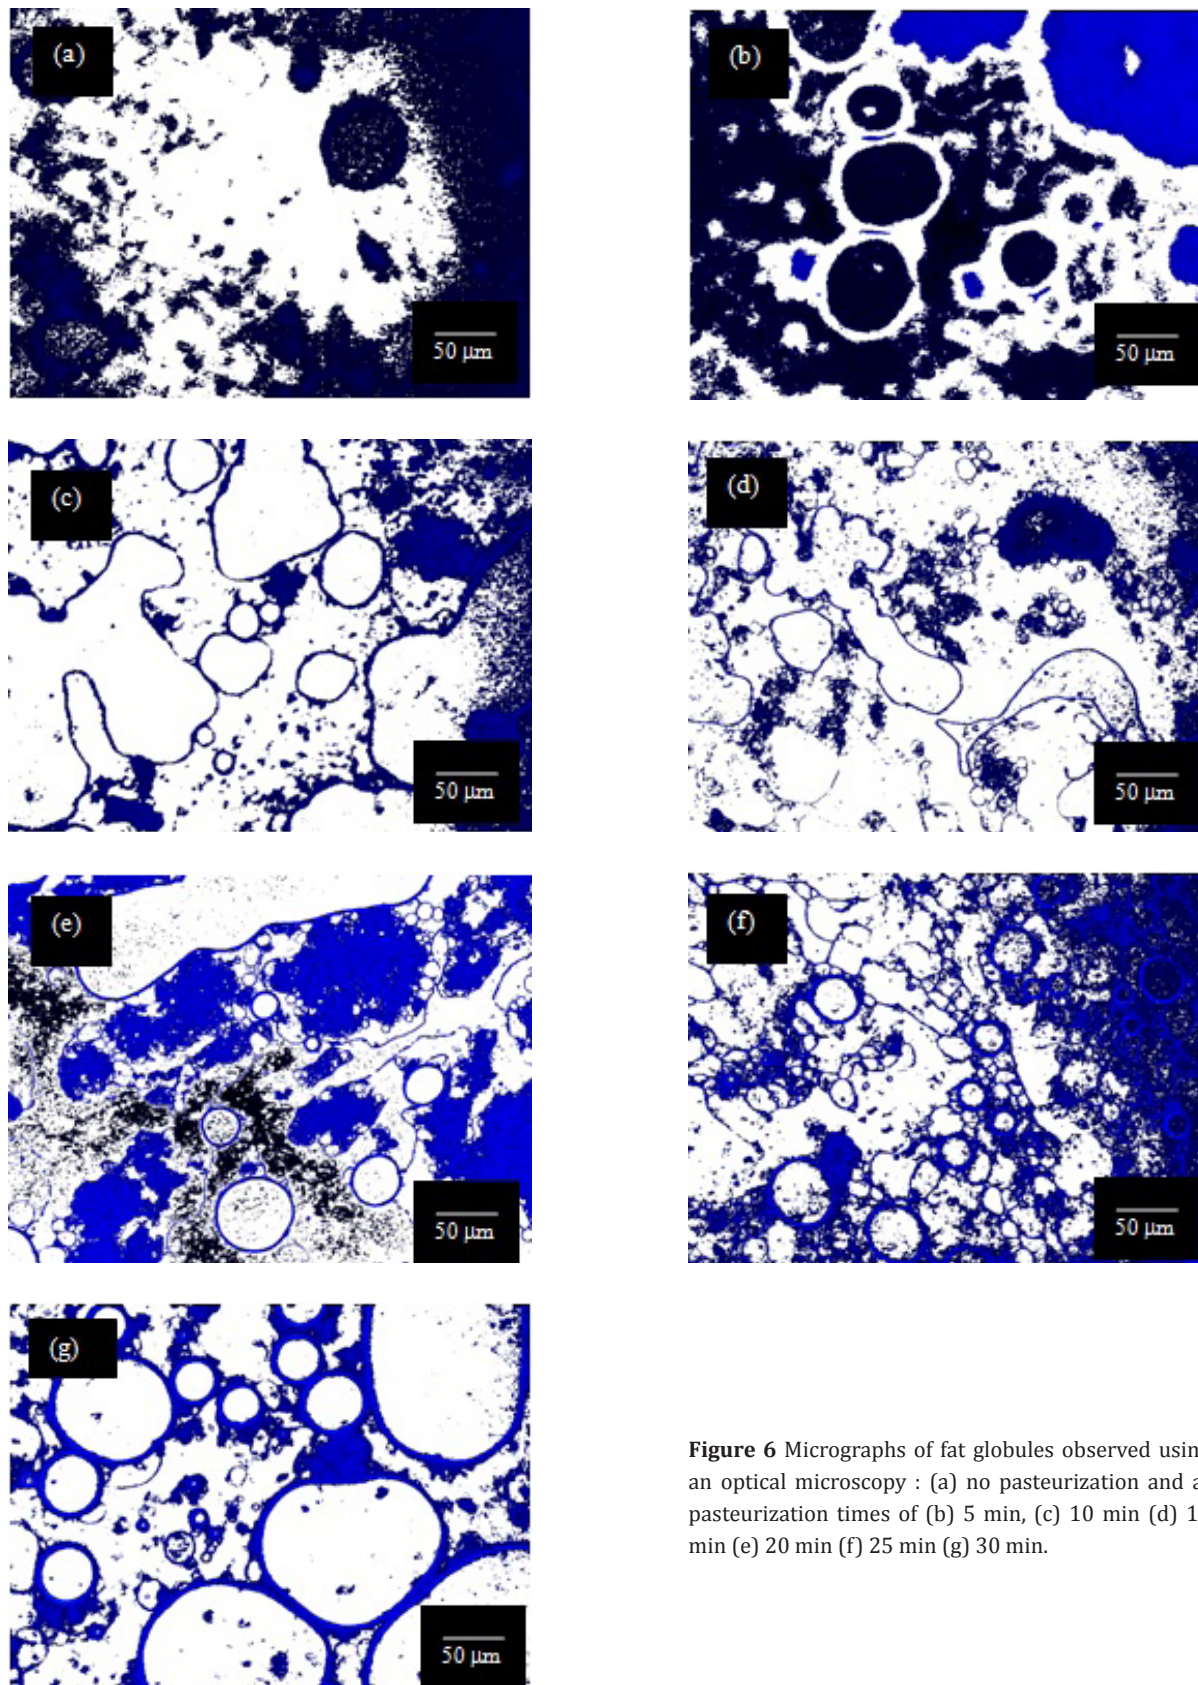 (a)
50 µm
(b)
50 µm
(c)
50 µm
(d)
50 µm
(e)
50 µm
(f)
50 µm
(g)
50 µm
Figure 6 Micrographs of fat globules observed usin
an optical microscopy : (a) no pasteurization and a
pasteurization times of (b) 5 min, (c) 10 min (d) 1
min (e) 20 min (f) 25 min (g) 30 min.